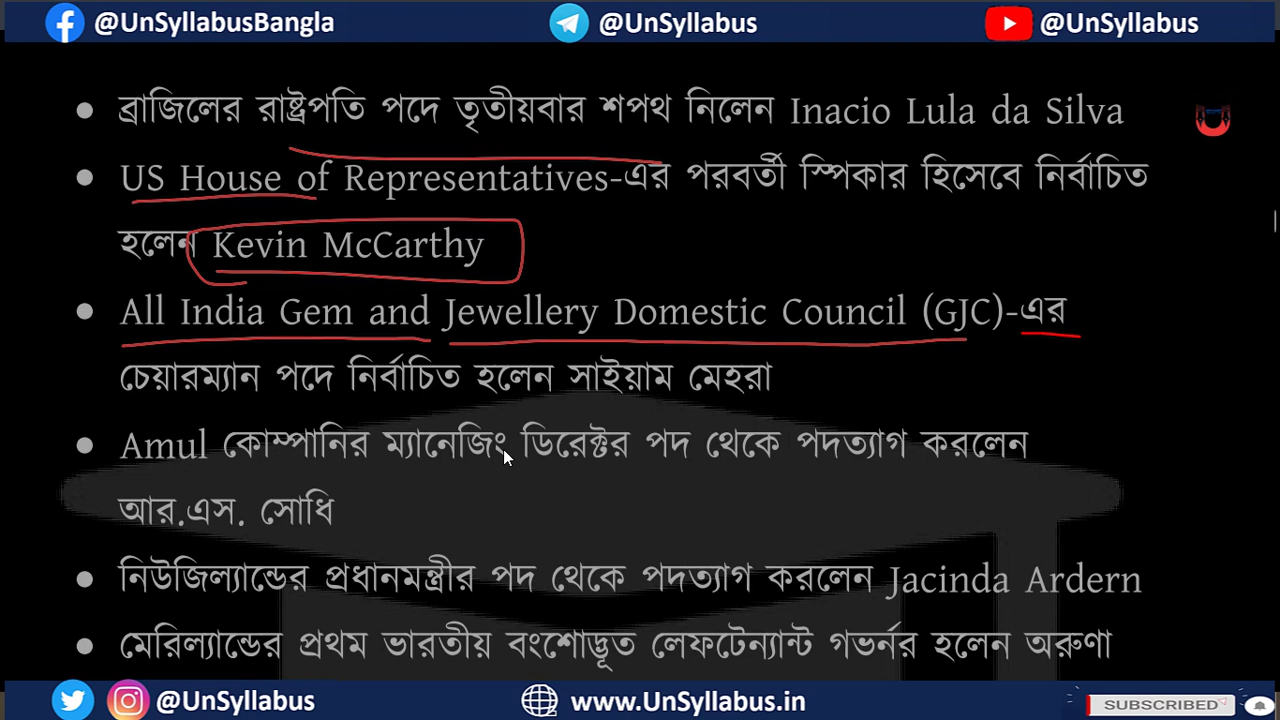 @UnSyllabusBangla @UnSyllabus @UnSyllabus
ব্রাজিলের রাষ্ট্রপতি পদে তৃতীয়বার শপথ নিলেন Inacio Lula da Silva
US House of Representatives-এর পরবর্তী স্পিকার হিসেবে নির্বাচিত
হলেন Kevin McCarthy
All India Gem and Jewellery Domestic Council (GJC)-এর
চেয়ারম্যান পদে নির্বাচিত হলেন সাইয়াম মেহরা
Amul কোম্পানির ম্যানেজিং ডিরেক্টর পদ থেকে পদত্যাগ করলেন
আর.এস. সোধি
নিউজিল্যান্ডের প্রধানমন্ত্রীর পদ থেকে পদত্যাগ করলেন Jacinda Ardern
মেরিল্যান্ডের প্রথম ভারতীয় বংশোদ্ভূত লেফটেন্যান্ট গভর্নর হলেন অরুণা
@UnSyllabus www.UnSyllabus.in SUBSCRIBED